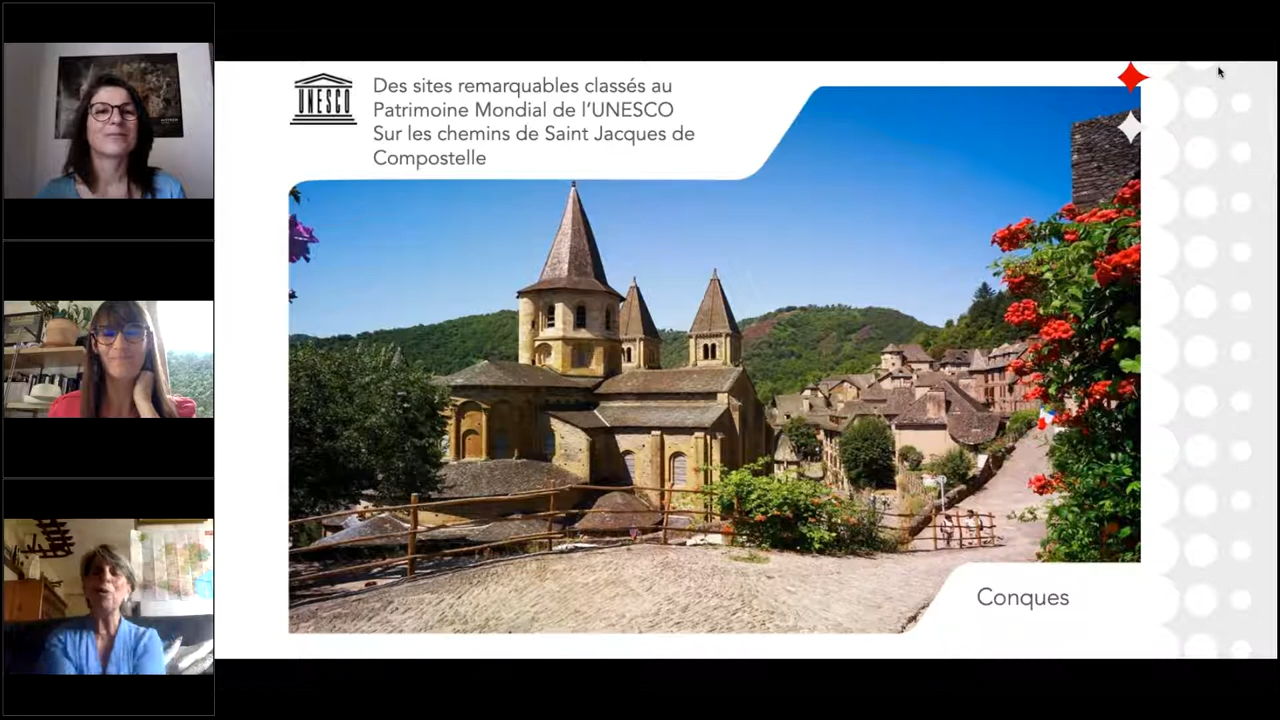 UNESCO
Des sites remarquables classés au
Patrimoine Mondial de l'UNESCO
Sur les chemins de Saint Jacques de
Compostelle
Conques